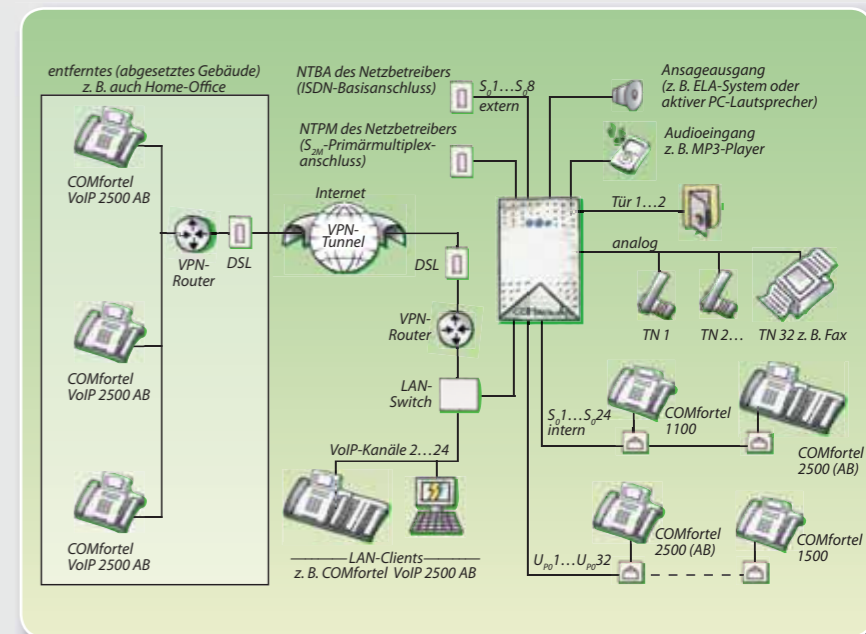 entferntes (abgesetztes Gebäude)
z. B. auch Home-Office
COMfortel
VoIP 2500 AB
COMfortel
VoIP 2500 AB
COMfortel
VoIP 2500 AB
VPN-
Router
DSL
Internet
VPN-
Tunnel
NTBA des Netzbetreibers
(ISDN-Basisanschluss)
S₀1...S₀8
extern
NTPM des Netzbetreibers
(S₂M-Primärmultiplex-
anschluss)
DSL
VPN-
Router
LAN-
Switch
VoIP-Kanäle 2...24
LAN-Clients
z. B. COMfortel VoIP 2500 AB
Ansageausgang
(z. B. ELA-System oder
aktiver PC-Lautsprecher)
Audioeingang
z. B. MP3-Player
Tür 1...2
analog
TN 1
TN 2...
TN 32 z. B. Fax
S₀1...S₀24
intern
COMfortel
1100
COMfortel
2500 (AB)
COMfortel
2500 (AB)
COMfortel
1500
U_P01...U_P032